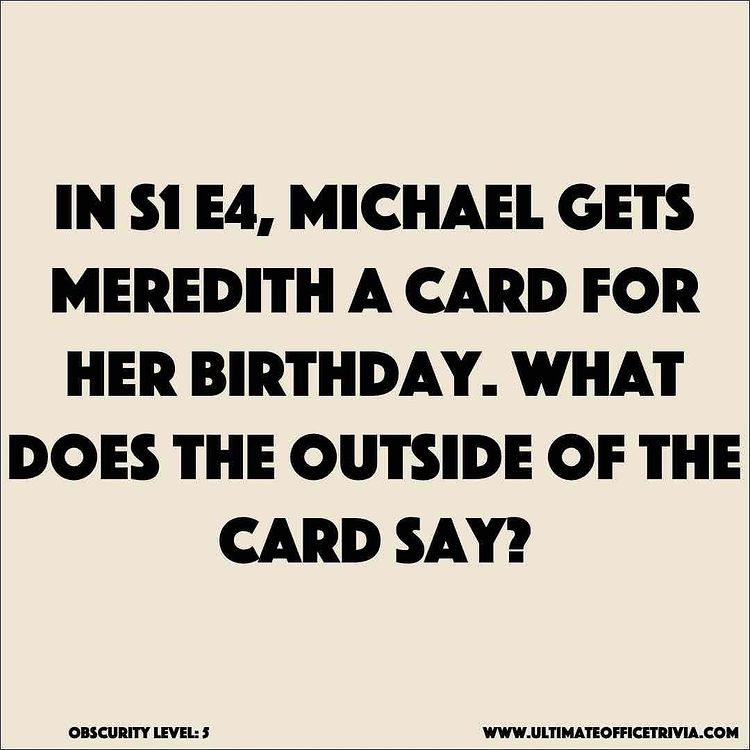 IN S1 E4, MICHAEL GETS
MEREDITH A CARD FOR
HER BIRTHDAY. WHAT
DOES THE OUTSIDE OF THE
CARD SAY?
OBSCURITY LEVEL: 5
WWW.ULTIMATEOFFICETRIVIA.COM